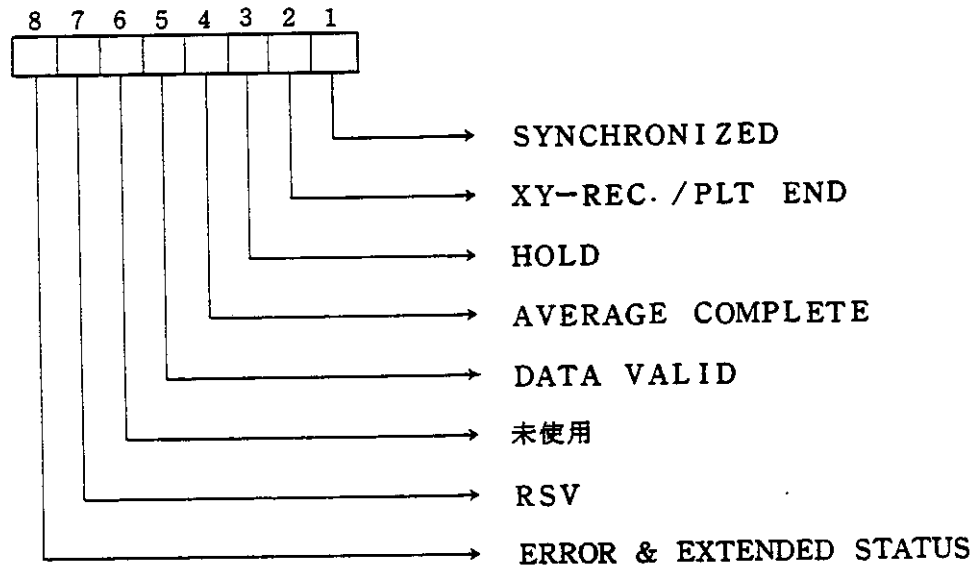 8 7 6 5 4 3 2 1
SYNCHRONIZED
XY-REC. /PLT END
HOLD
AVERAGE COMPLETE
DATA VALID
未使用
RSV
ERROR & EXTENDED STATUS